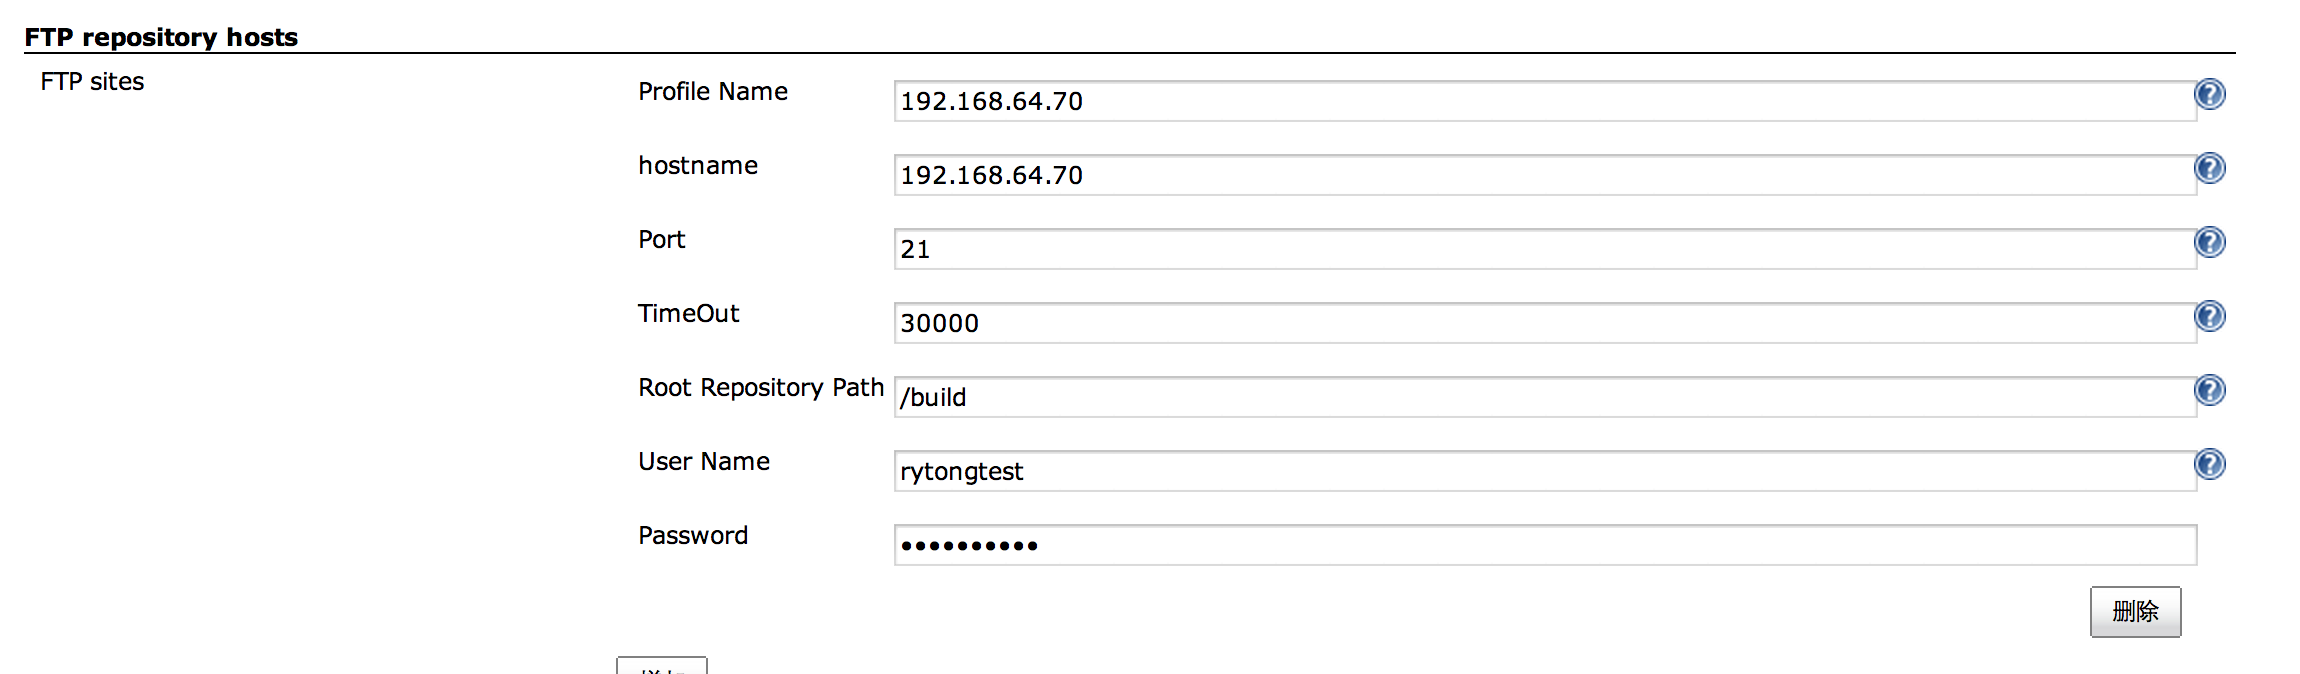 FTP repository hosts
FTP sites
Profile Name 192.168.64.70
hostname 192.168.64.70
Port 21
TimeOut 30000
Root Repository Path /build
User Name rytongtest
Password ••••••••••
删除